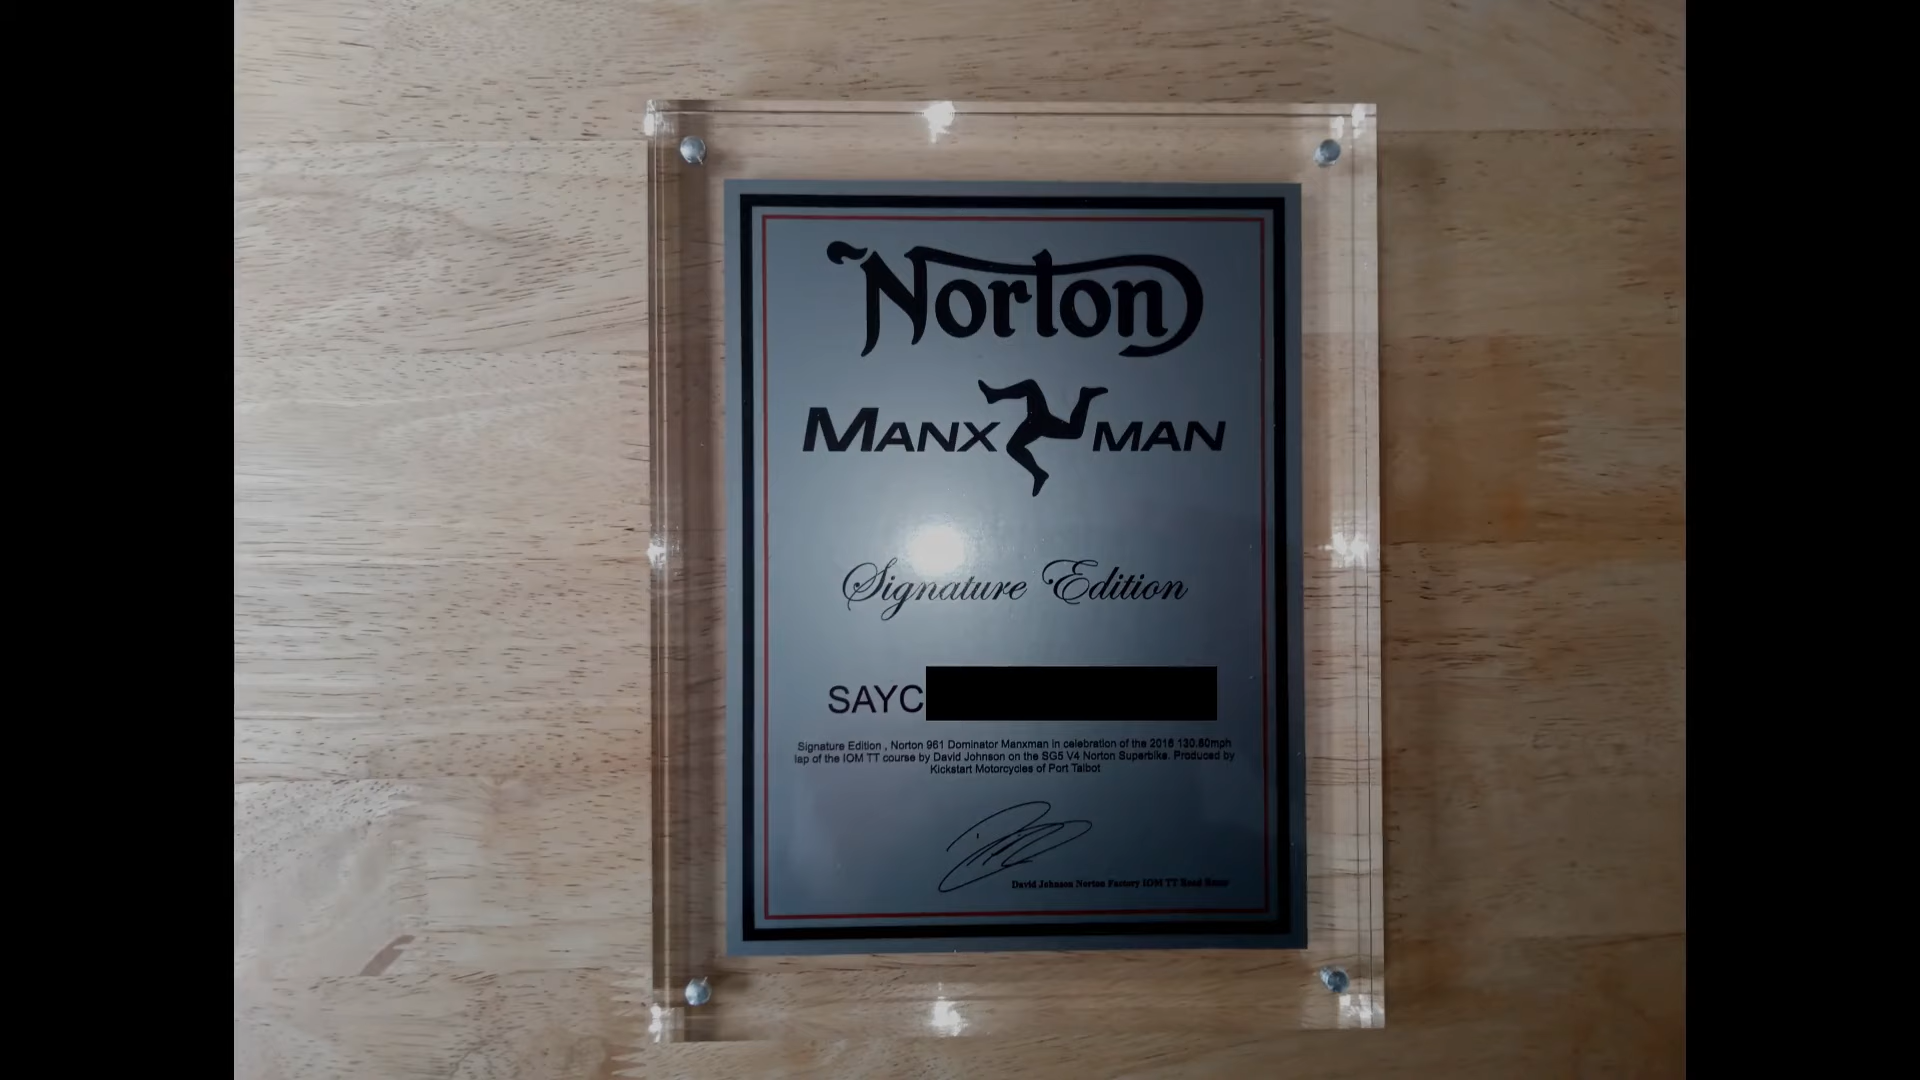 Norton
MANX MAN
Signature Edition
SAYC
Signature Edition , Norton 961 Dominator Manxman in celebration of the 2016 130.60mph
lap of the IOM TT course by David Johnson on the SG5 V4 Norton Superbike. Produced by
Kickstart Motorcycles of Port Talbot
David Johnson Norton Factory IOM TT Road Racer